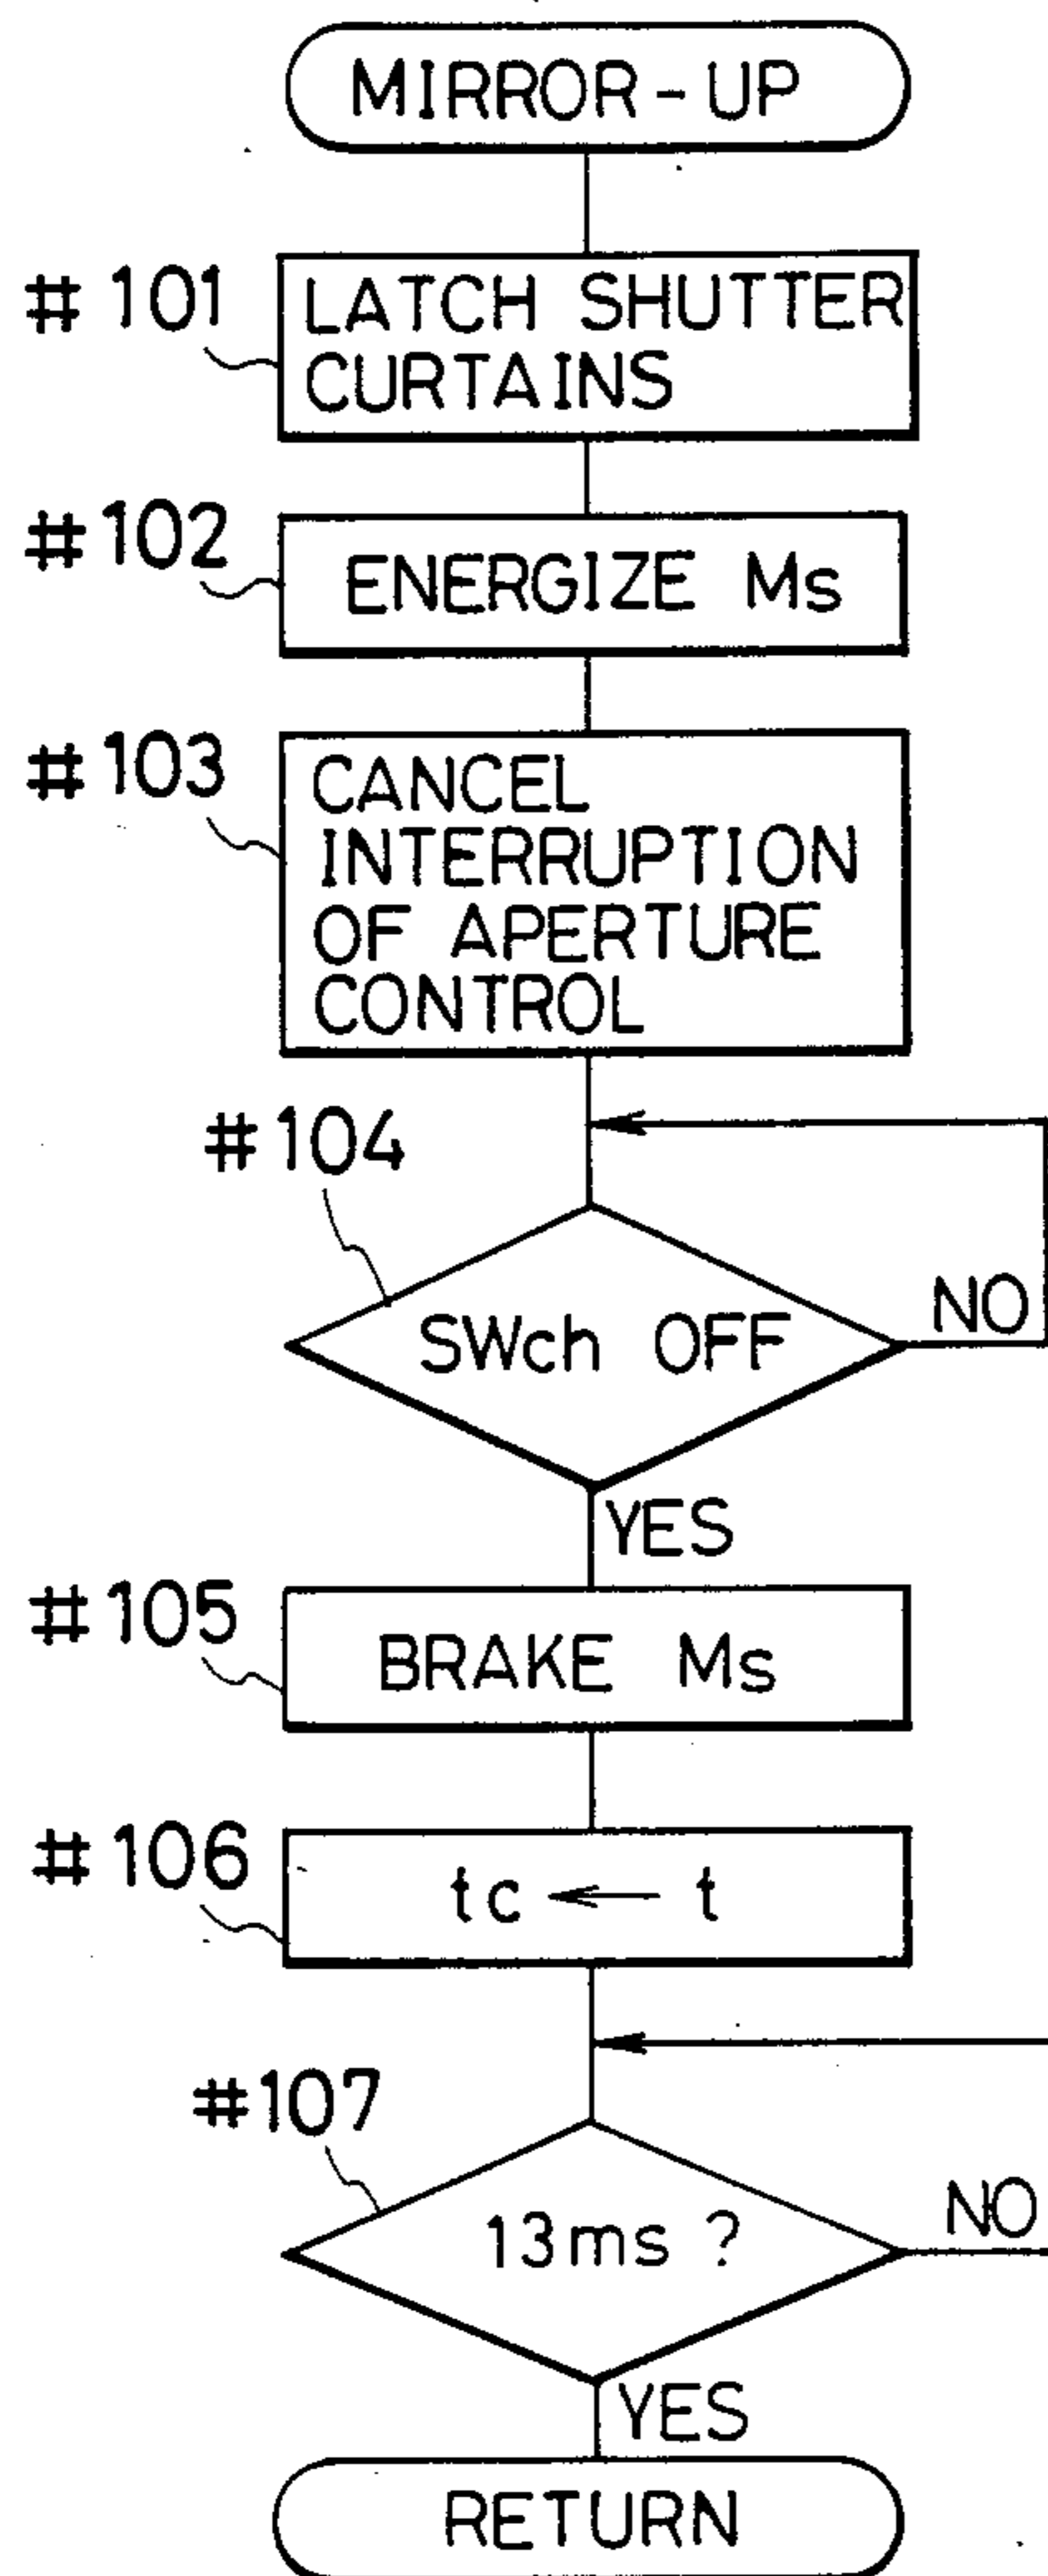 MIRROR-UP
#101
LATCH SHUTTER
CURTAINS
#102
ENERGIZE Ms
#103
CANCEL
INTERRUPTION
OF APERTURE
CONTROL
#104
SWch OFF
NO
YES
#105
BRAKE Ms
#106
tc ← t
#107
13ms ?
NO
YES
RETURN